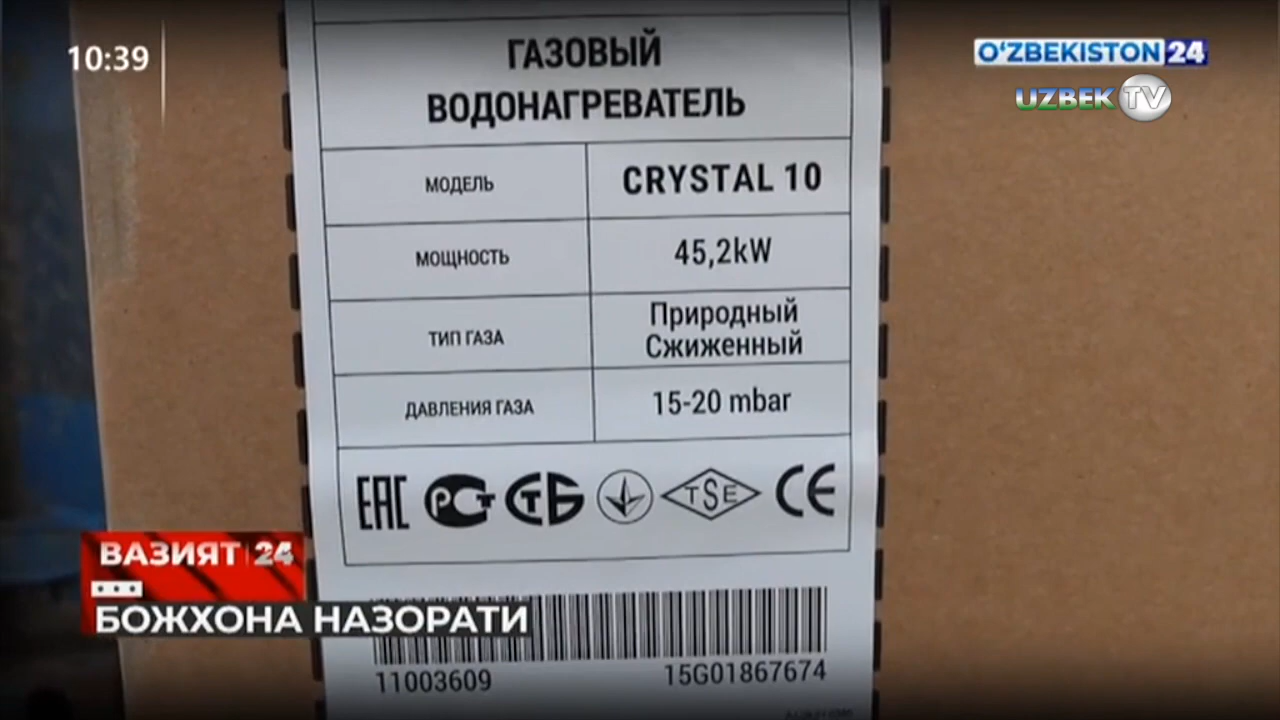 10:39
O‘ZBEKISTON 24
UZBEK TV
ГАЗОВЫЙ
ВОДОНАГРЕВАТЕЛЬ
МОДЕЛЬ CRYSTAL 10
МОЩНОСТЬ 45,2kW
ТИП ГАЗА Природный
Сжиженный
ДАВЛЕНИЯ ГАЗА 15-20 mbar
EAC РСТ СТБ TSE CE
ВАЗИЯТ 24
БОЖХОНА НАЗОРАТИ
11003609 15G01867674